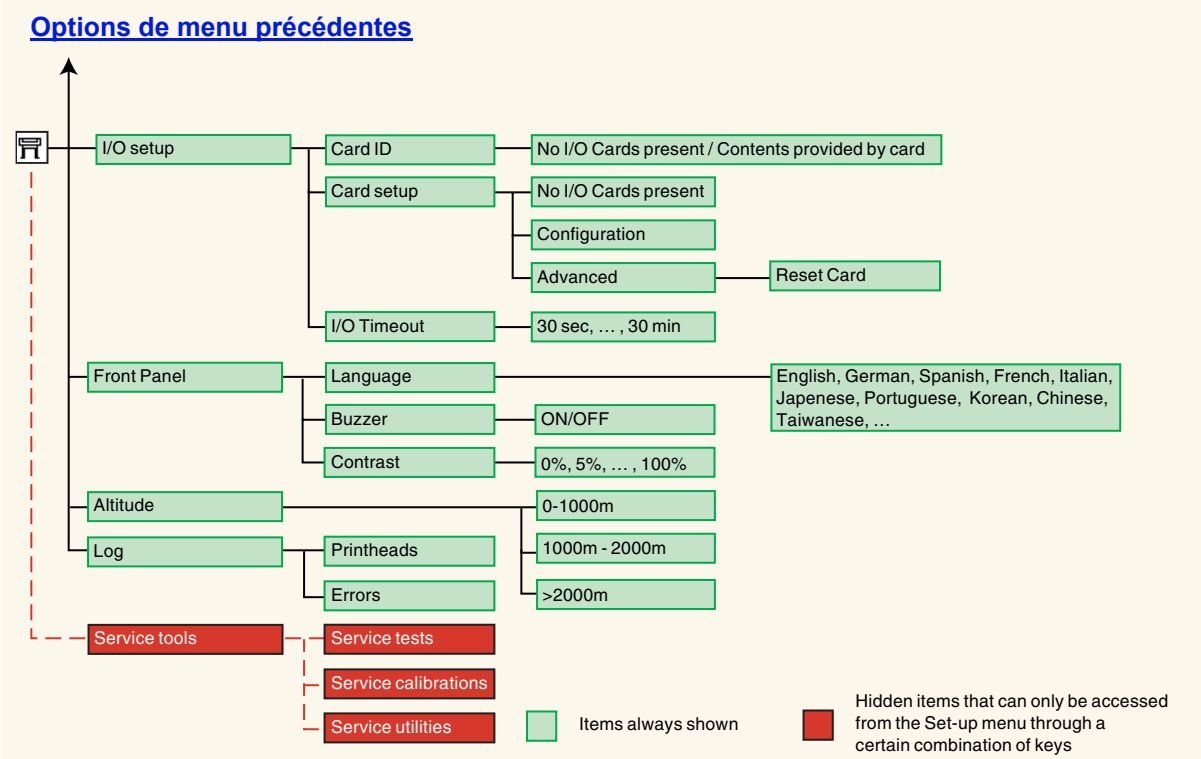 Options de menu précédentes
I/O setup
Card ID
No I/O Cards present / Contents provided by card
Card setup
No I/O Cards present
Configuration
Advanced
Reset Card
I/O Timeout
30 sec, … , 30 min
Front Panel
Language
English, German, Spanish, French, Italian,
Japenese, Portuguese, Korean, Chinese,
Taiwanese, …
Buzzer
ON/OFF
Contrast
0%, 5%, … , 100%
Altitude
0-1000m
1000m - 2000m
>2000m
Log
Printheads
Errors
Service tools
Service tests
Service calibrations
Service utilities
Items always shown
Hidden items that can only be accessed
from the Set-up menu through a
certain combination of keys